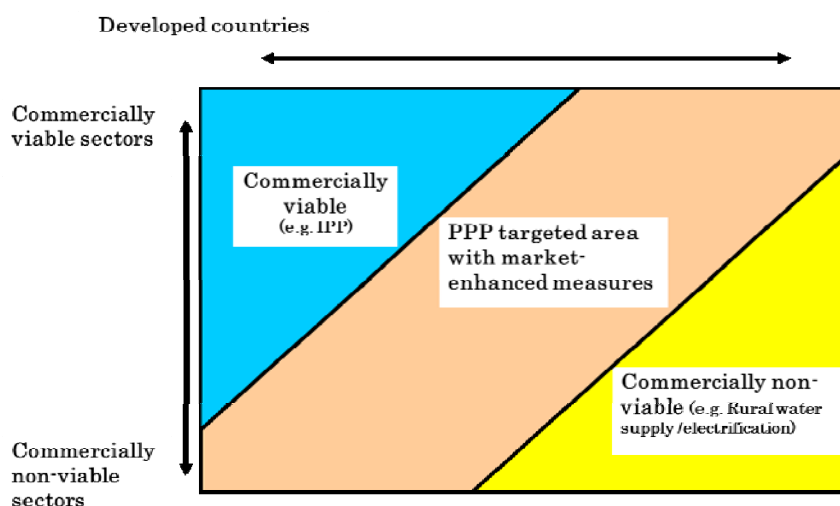 Developed countries
Commercially
viable sectors
Commercially
viable
(e.g. IPP)
PPP targeted area
with market-
enhanced measures
Commercially non-
viable (e.g. Rural water
supply /electrification)
Commercially
non-viable
sectors